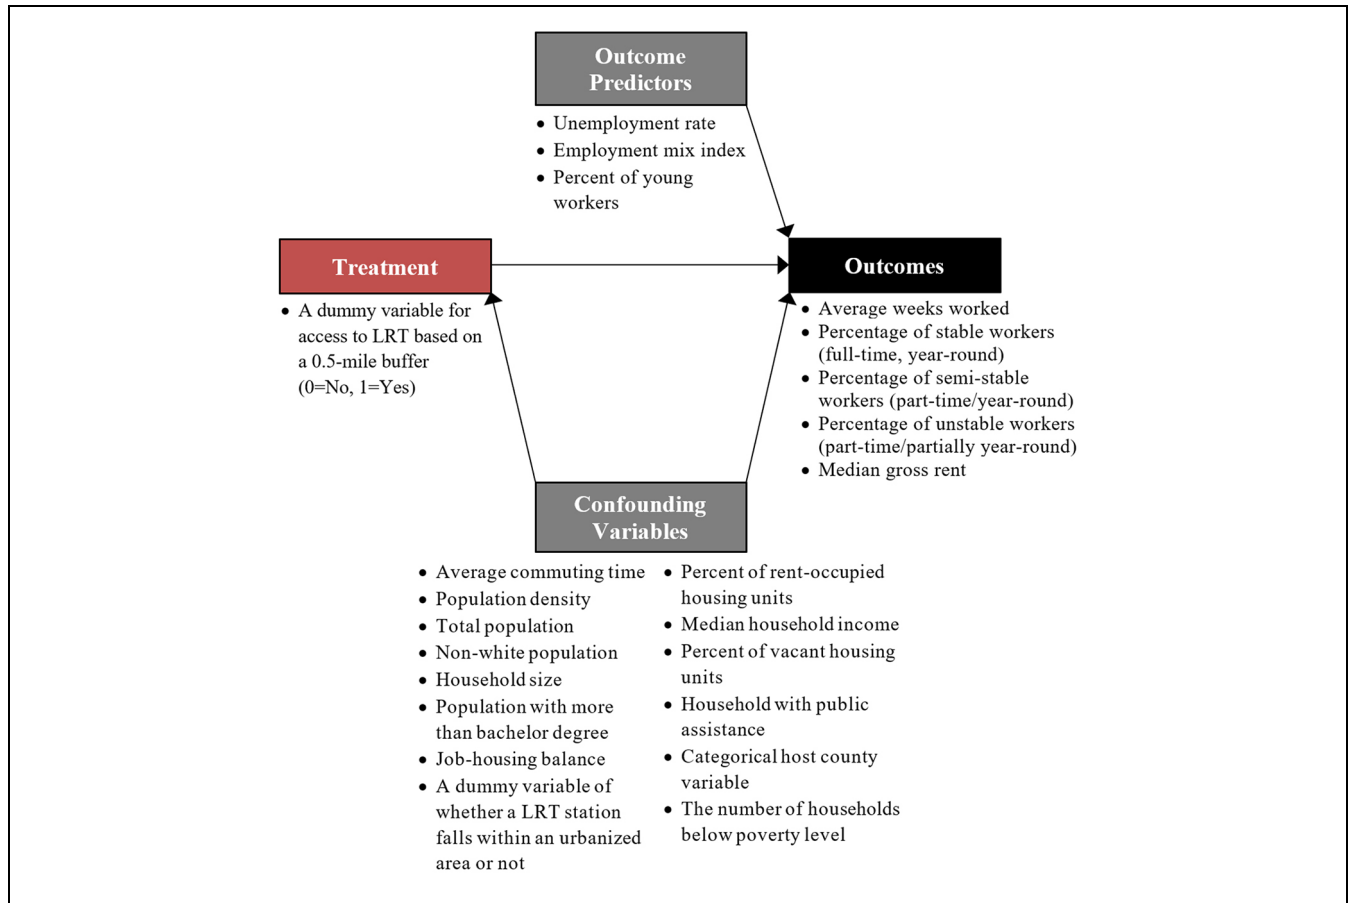 Outcome
Predictors
• Unemployment rate
• Employment mix index
• Percent of young
workers
Treatment
• A dummy variable for
access to LRT based on
a 0.5-mile buffer
(0=No, 1=Yes)
Outcomes
• Average weeks worked
• Percentage of stable workers
(full-time, year-round)
• Percentage of semi-stable
workers (part-time/year-round)
• Percentage of unstable workers
(part-time/partially year-round)
• Median gross rent
Confounding
Variables
• Average commuting time
• Population density
• Total population
• Non-white population
• Household size
• Population with more
than bachelor degree
• Job-housing balance
• A dummy variable of
whether a LRT station
falls within an urbanized
area or not
• Percent of rent-occupied
housing units
• Median household income
• Percent of vacant housing
units
• Household with public
assistance
• Categorical host county
variable
• The number of households
below poverty level